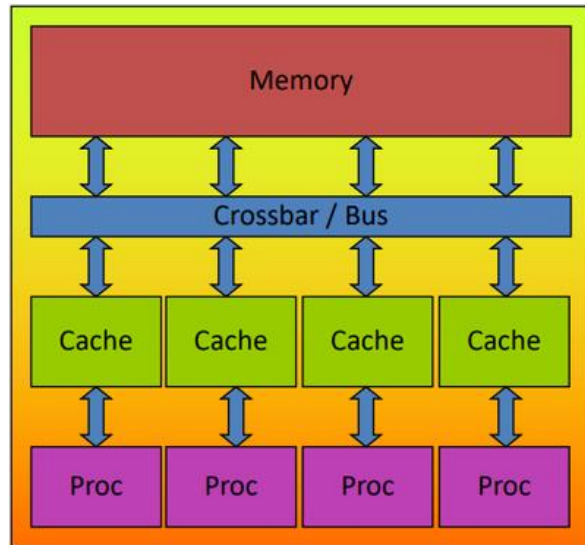 Memory
Crossbar / Bus
Cache Cache Cache Cache
Proc Proc Proc Proc